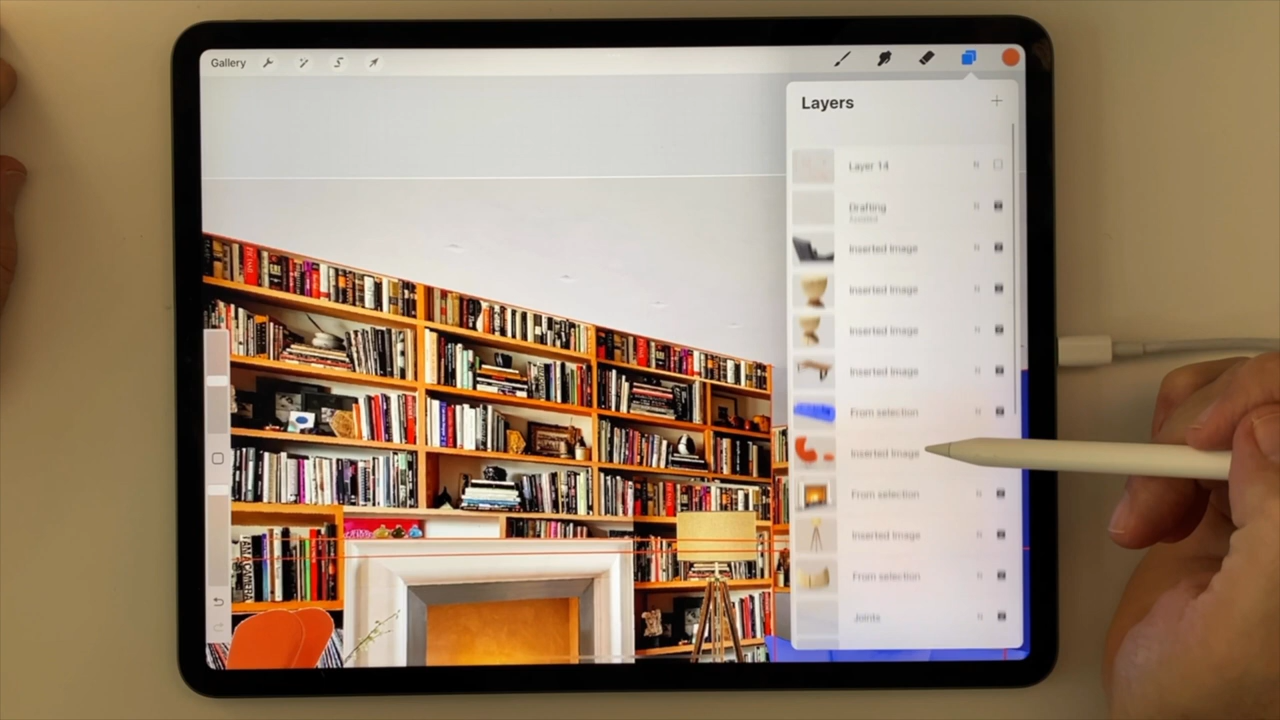 Gallery
Layers
Layer 14
N
Drafting
N
Inserted Image
N
Inserted Image
N
Inserted Image
N
Inserted Image
N
From selection
N
Inserted Image
From selection
N
Inserted Image
N
From selection
N
Joints
N